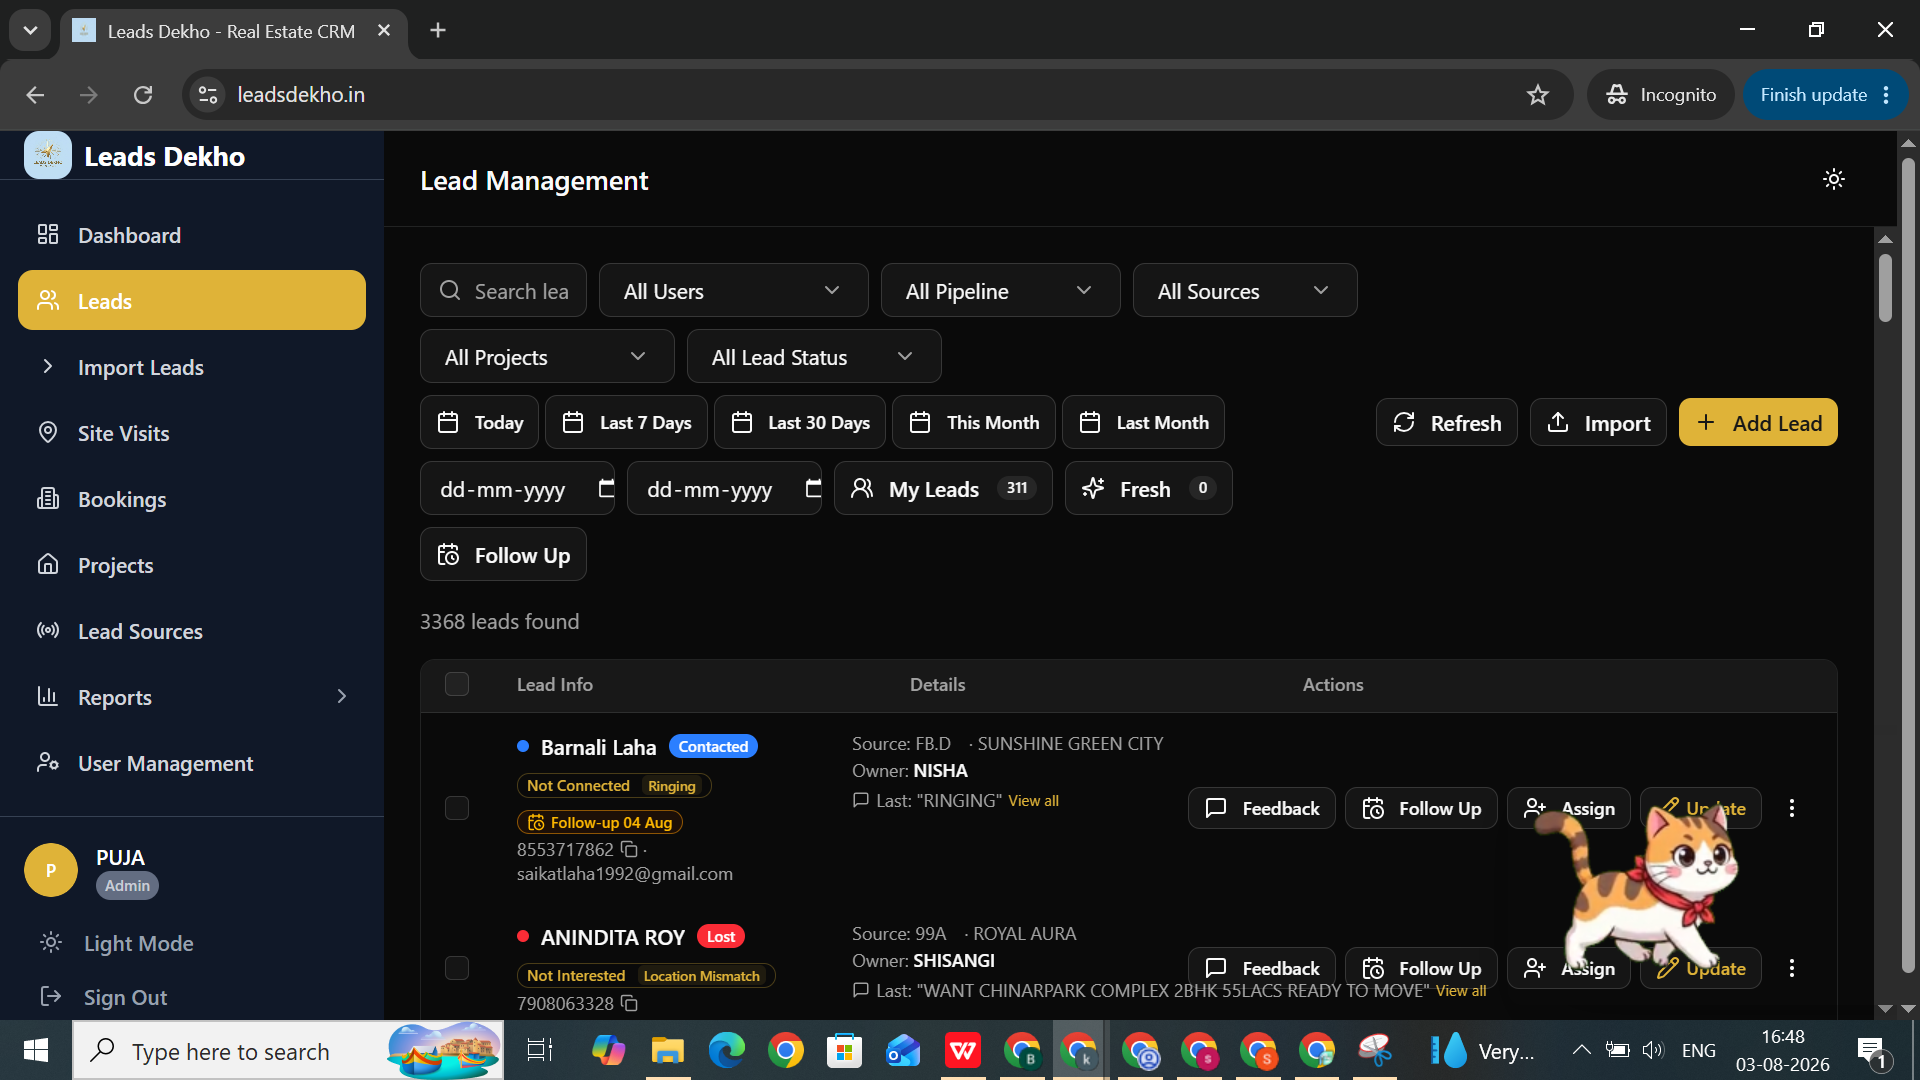 Leads Dekho - Real Estate CRM
leadsdekho.in
Incognito
Finish update
Leads Dekho
Dashboard
Leads
Import Leads
Site Visits
Bookings
Projects
Lead Sources
Reports
User Management
P
PUJA
Admin
Light Mode
Sign Out
Lead Management
Search lea
All Users
All Pipeline
All Sources
All Projects
All Lead Status
Today
Last 7 Days
Last 30 Days
This Month
Last Month
Refresh
Import
Add Lead
dd-mm-yyyy
dd-mm-yyyy
My Leads 311
Fresh 0
Follow Up
3368 leads found
Lead Info Details Actions
Barnali Laha Contacted
Not Connected Ringing
Follow-up 04 Aug
8553717862 ·
saikatlaha1992@gmail.com
Source: FB.D · SUNSHINE GREEN CITY
Owner: NISHA
Last: "RINGING" View all
Feedback Follow Up Assign Update
ANINDITA ROY Lost
Not Interested Location Mismatch
7908063328
Source: 99A · ROYAL AURA
Owner: SHISANGI
Last: "WANT CHINARPARK COMPLEX 2BHK 55LACS READY TO MOVE" View all
Feedback Follow Up Assign Update
Type here to search
Very...
ENG
16:48
03-08-2026
1